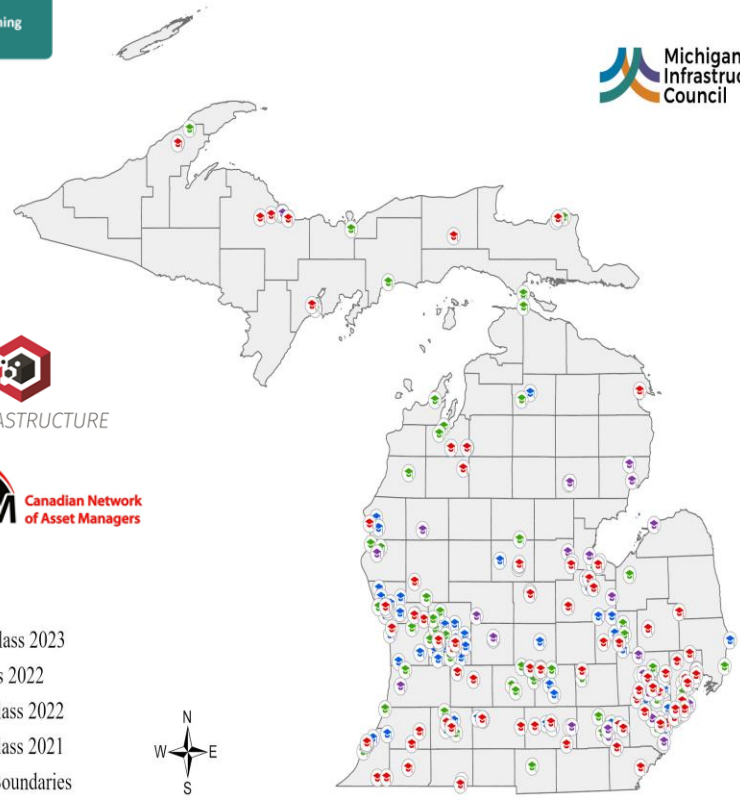 ning
Michigan
Infrastruc
Council
ASTRUCTURE
M
Canadian Network
of Asset Managers
lass 2023
s 2022
lass 2022
lass 2021
Boundaries
N
W E
S